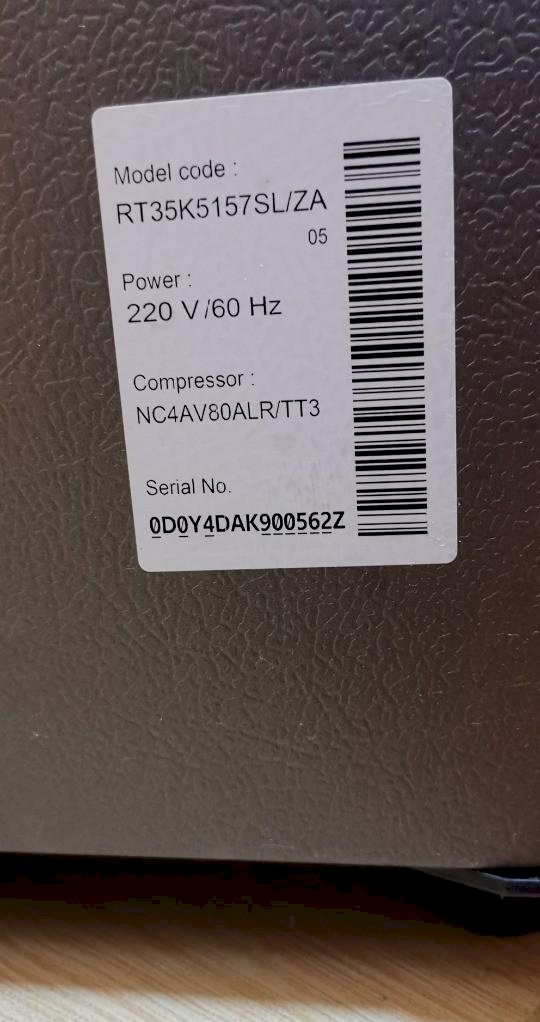 Model code :
RT35K5157SL/ZA
05
Power :
220 V/60 Hz
Compressor :
NC4AV80ALR/TT3
Serial No.
0D0Y4DAK900562Z